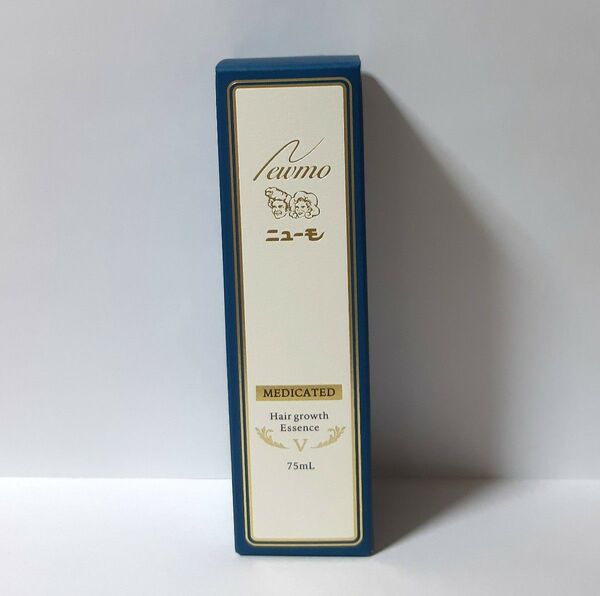 Newmo
ニューモ
MEDICATED
Hair growth
Essence
V
75mL